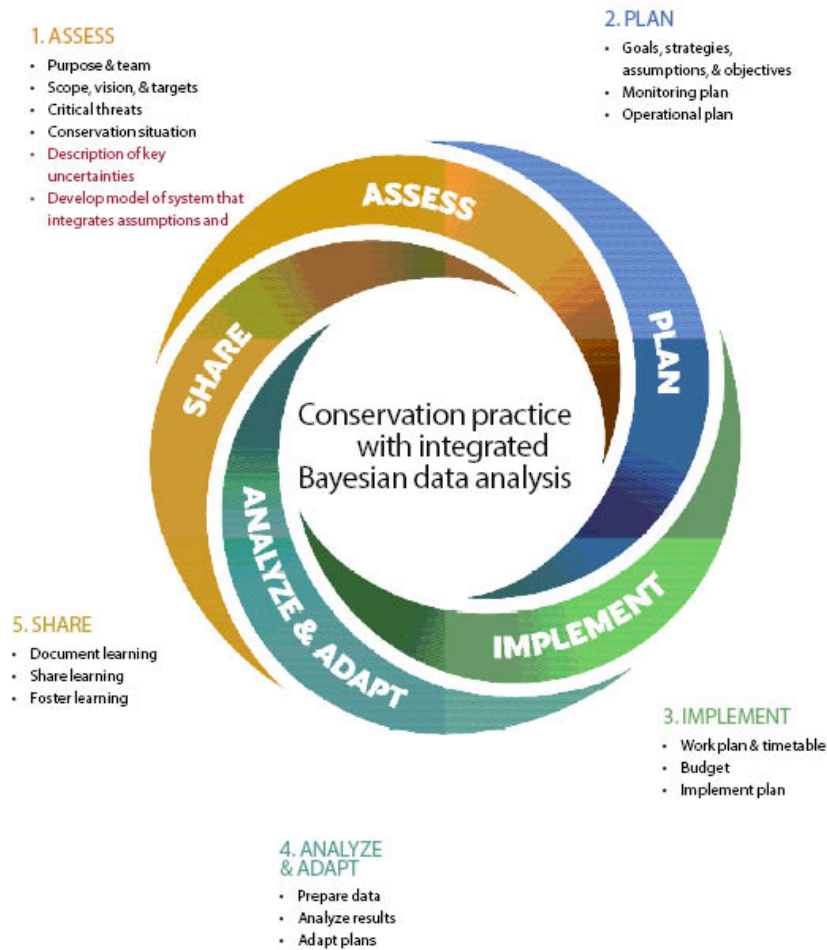 1. ASSESS
• Purpose & team
• Scope, vision, & targets
• Critical threats
• Conservation situation
• Description of key
uncertainties
• Develop model of system that
integrates assumptions and
2. PLAN
• Goals, strategies,
assumptions, & objectives
• Monitoring plan
• Operational plan
ASSESS
PLAN
SHARE
Conservation practice
with integrated
Bayesian data analysis
ANALYZE & ADAPT
IMPLEMENT
5. SHARE
• Document learning
• Share learning
• Foster learning
3. IMPLEMENT
• Work plan & timetable
• Budget
• Implement plan
4. ANALYZE
& ADAPT
• Prepare data
• Analyze results
• Adapt plans